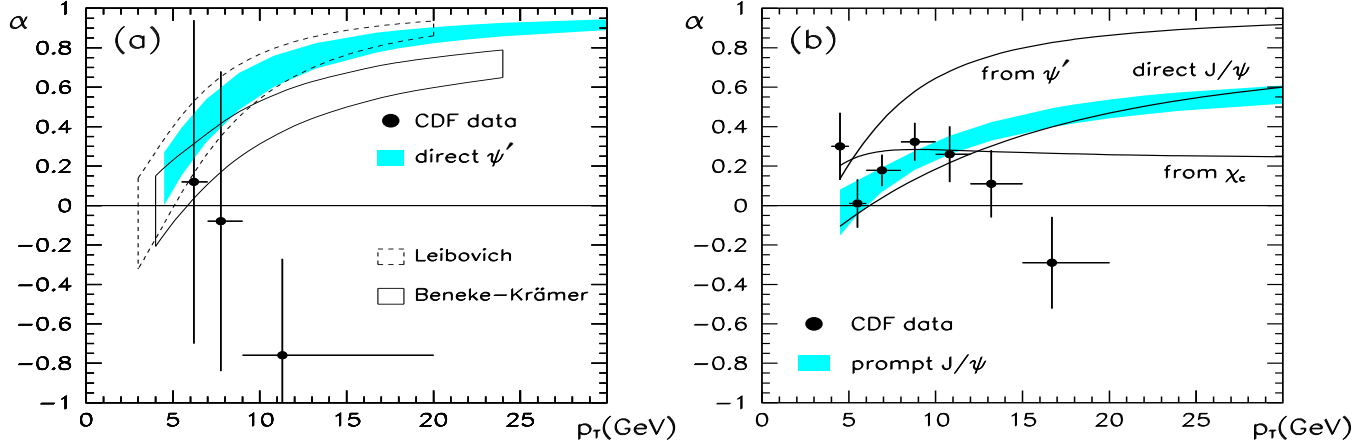 α
(a)
1
0.8
0.6
0.4
0.2
0
−0.2
−0.4
−0.6
−0.8
−1
CDF data
direct ψ′
Leibovich
Beneke−Krämer
0 5 10 15 20 25
p_T(GeV)
α
(b)
1
0.8
0.6
0.4
0.2
0
−0.2
−0.4
−0.6
−0.8
−1
from ψ′
direct J/ψ
from χ_c
CDF data
prompt J/ψ
0 5 10 15 20 25
p_T(GeV)